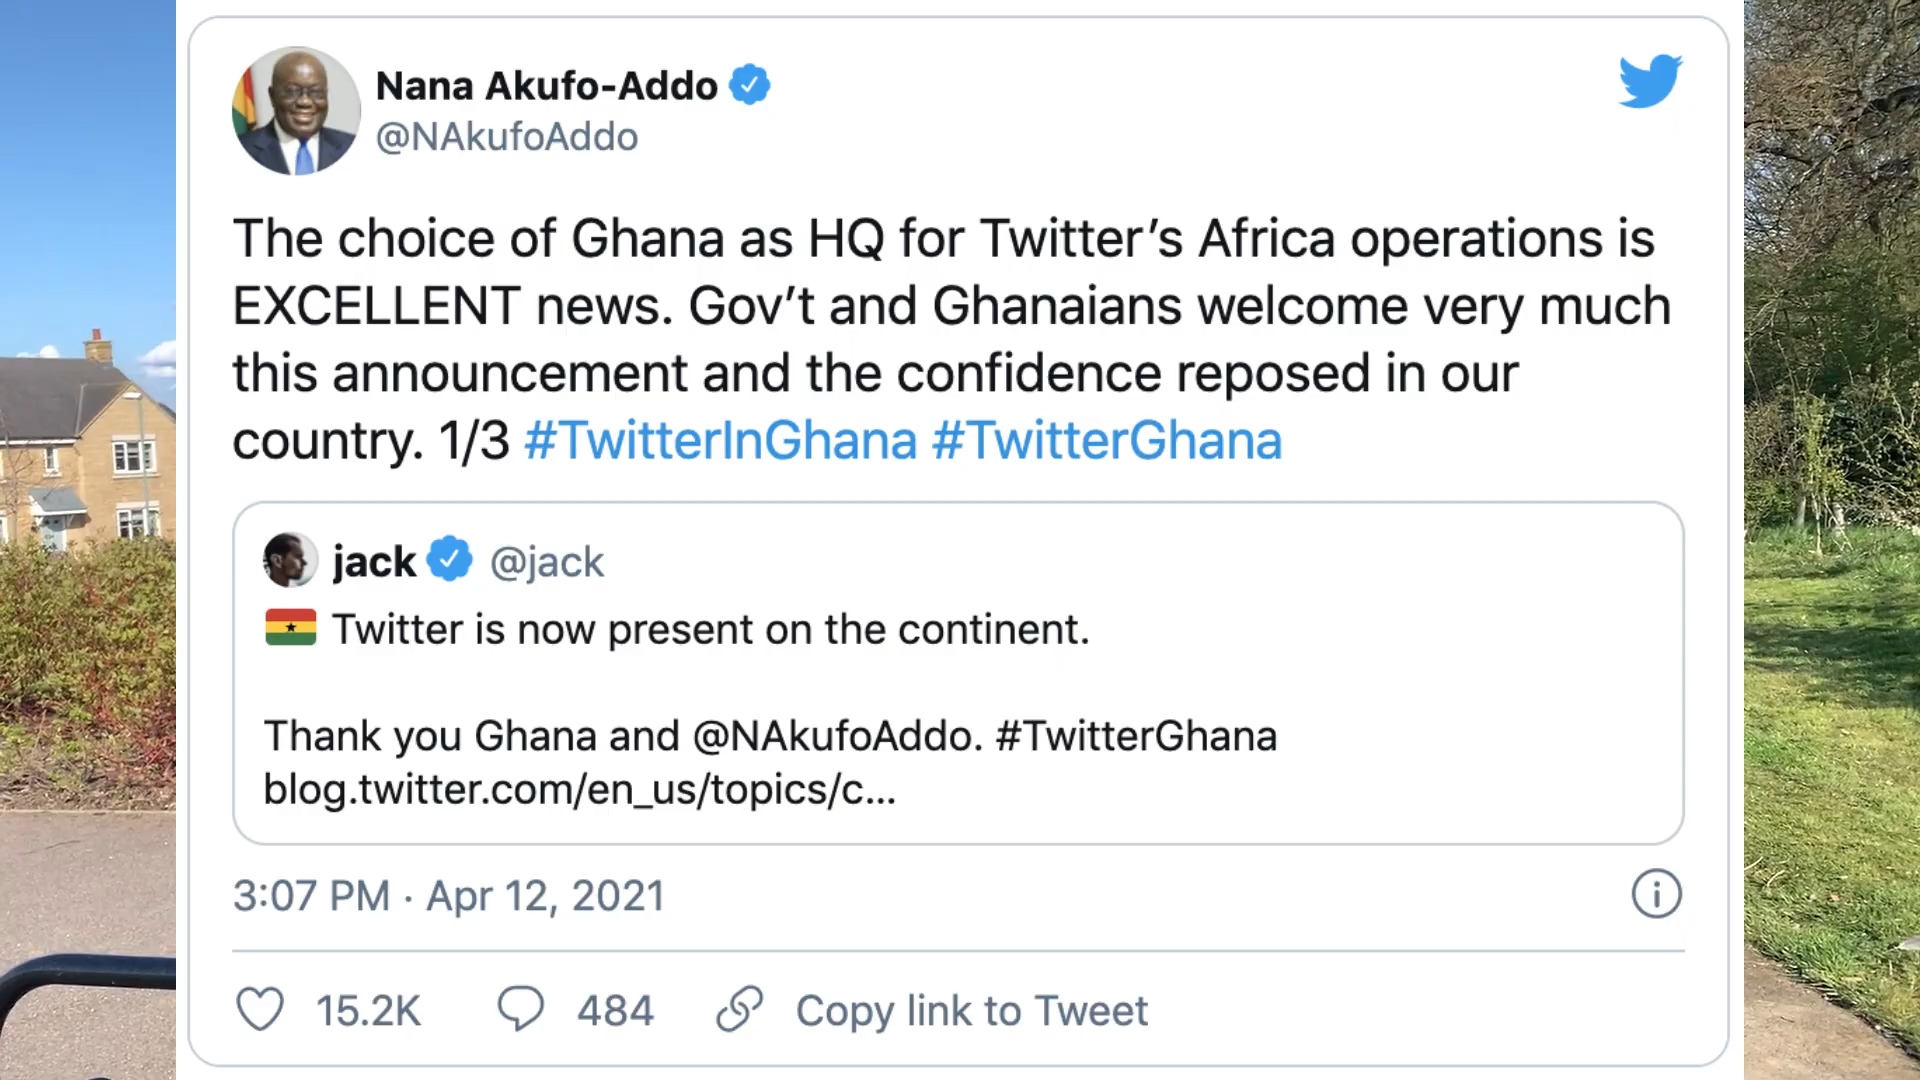 Nana Akufo-Addo
@NAkufoAddo
The choice of Ghana as HQ for Twitter’s Africa operations is
EXCELLENT news. Gov’t and Ghanaians welcome very much
this announcement and the confidence reposed in our
country. 1/3 #TwitterInGhana #TwitterGhana
jack @jack
🇬🇭 Twitter is now present on the continent.
Thank you Ghana and @NAkufoAddo. #TwitterGhana
blog.twitter.com/en_us/topics/c...
3:07 PM · Apr 12, 2021
15.2K 484 Copy link to Tweet